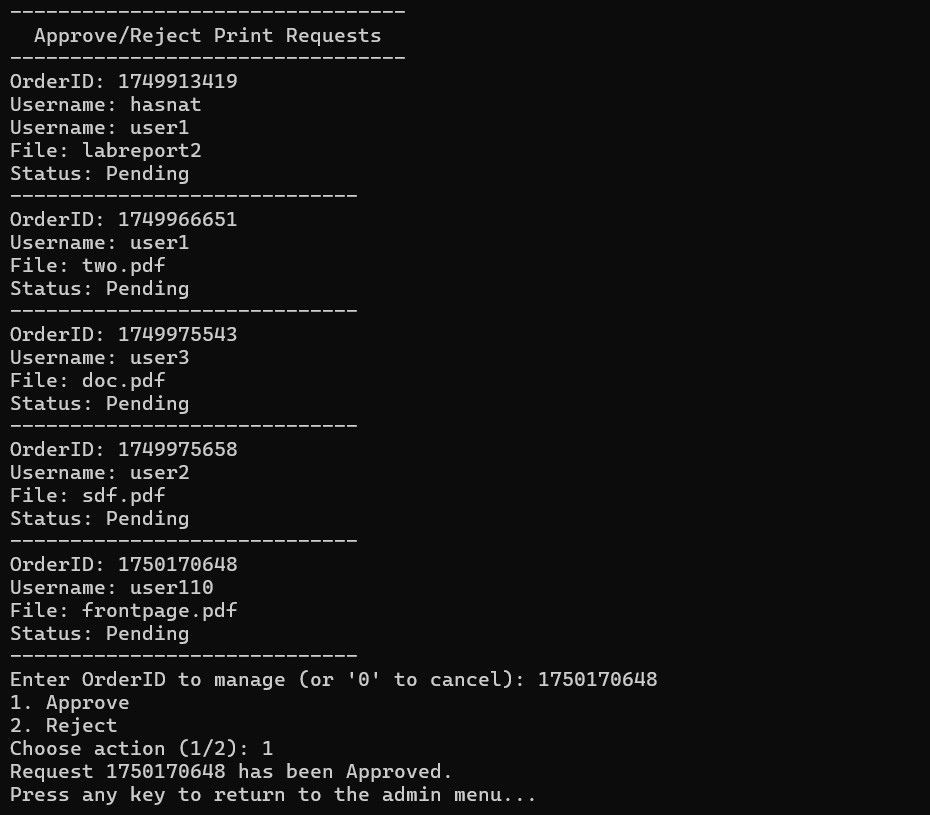 ---------------------------------
  Approve/Reject Print Requests
---------------------------------
OrderID: 1749913419
Username: hasnat
Username: user1
File: labreport2
Status: Pending
-----------------------------
OrderID: 1749966651
Username: user1
File: two.pdf
Status: Pending
-----------------------------
OrderID: 1749975543
Username: user3
File: doc.pdf
Status: Pending
-----------------------------
OrderID: 1749975658
Username: user2
File: sdf.pdf
Status: Pending
-----------------------------
OrderID: 1750170648
Username: user110
File: frontpage.pdf
Status: Pending
-----------------------------
Enter OrderID to manage (or '0' to cancel): 1750170648
1. Approve
2. Reject
Choose action (1/2): 1
Request 1750170648 has been Approved.
Press any key to return to the admin menu...